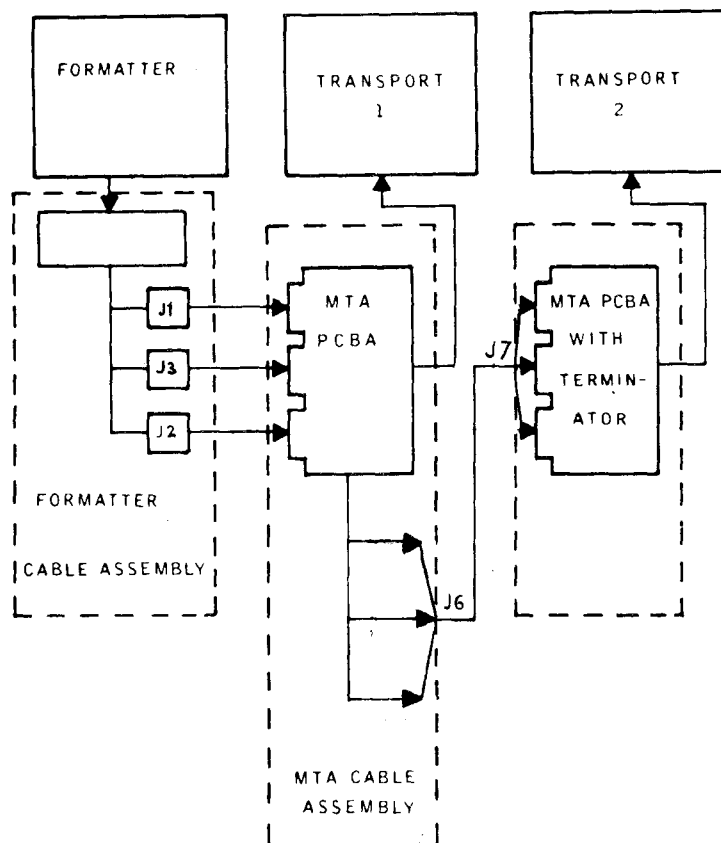 FORMATTER
TRANSPORT
1
TRANSPORT
2
J1
J3
J2
MTA
PCBA
J7
MTA PCBA
WITH
TERMIN-
ATOR
FORMATTER
CABLE ASSEMBLY
J6
MTA CABLE
ASSEMBLY